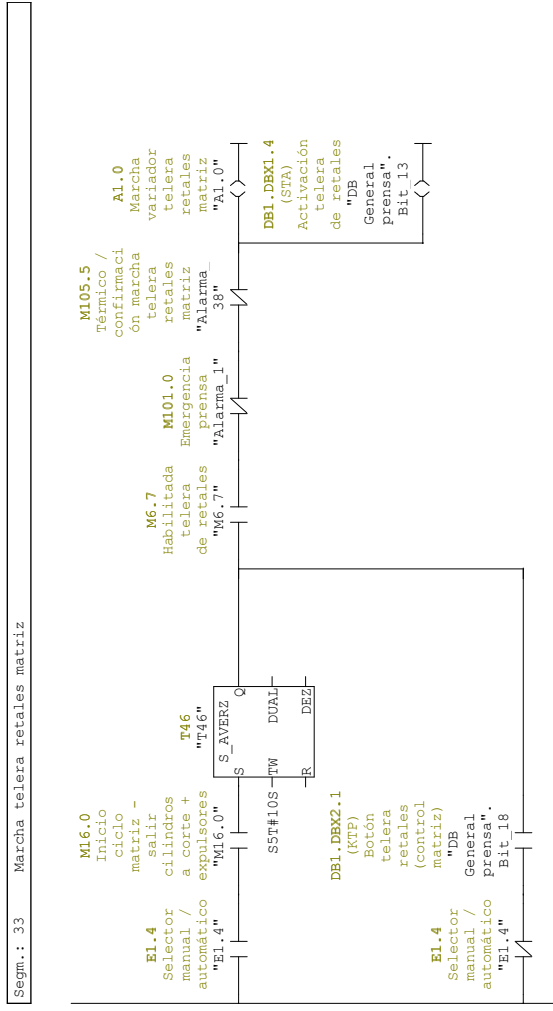 Segm.: 33 Marcha telera retales matriz
E1.4
Selector
manual /
automático
"E1.4"
M16.0
Inicio
ciclo
matriz -
salir
cilindros
a corte +
expulsores
"M16.0"
T46
"T46"
S_AVERZ
S Q
S5T#10S TW DUAL
R DEZ
M6.7
Habilitada
telera
de retales
"M6.7"
M101.0
Emergencia
prensa
"Alarma_1"
M105.5
Térmico /
confirmaci
ón marcha
telera
retales
matriz
"Alarma_
38"
A1.0
Marcha
variador
telera
retales
matriz
"A1.0"
DB1.DBX1.4
(STA)
Activación
telera
de retales
"DB
General
prensa".
Bit_13
E1.4
Selector
manual /
automático
"E1.4"
DB1.DBX2.1
(KTP)
Botón
telera
retales
(control
matriz)
"DB
General
prensa".
Bit_18